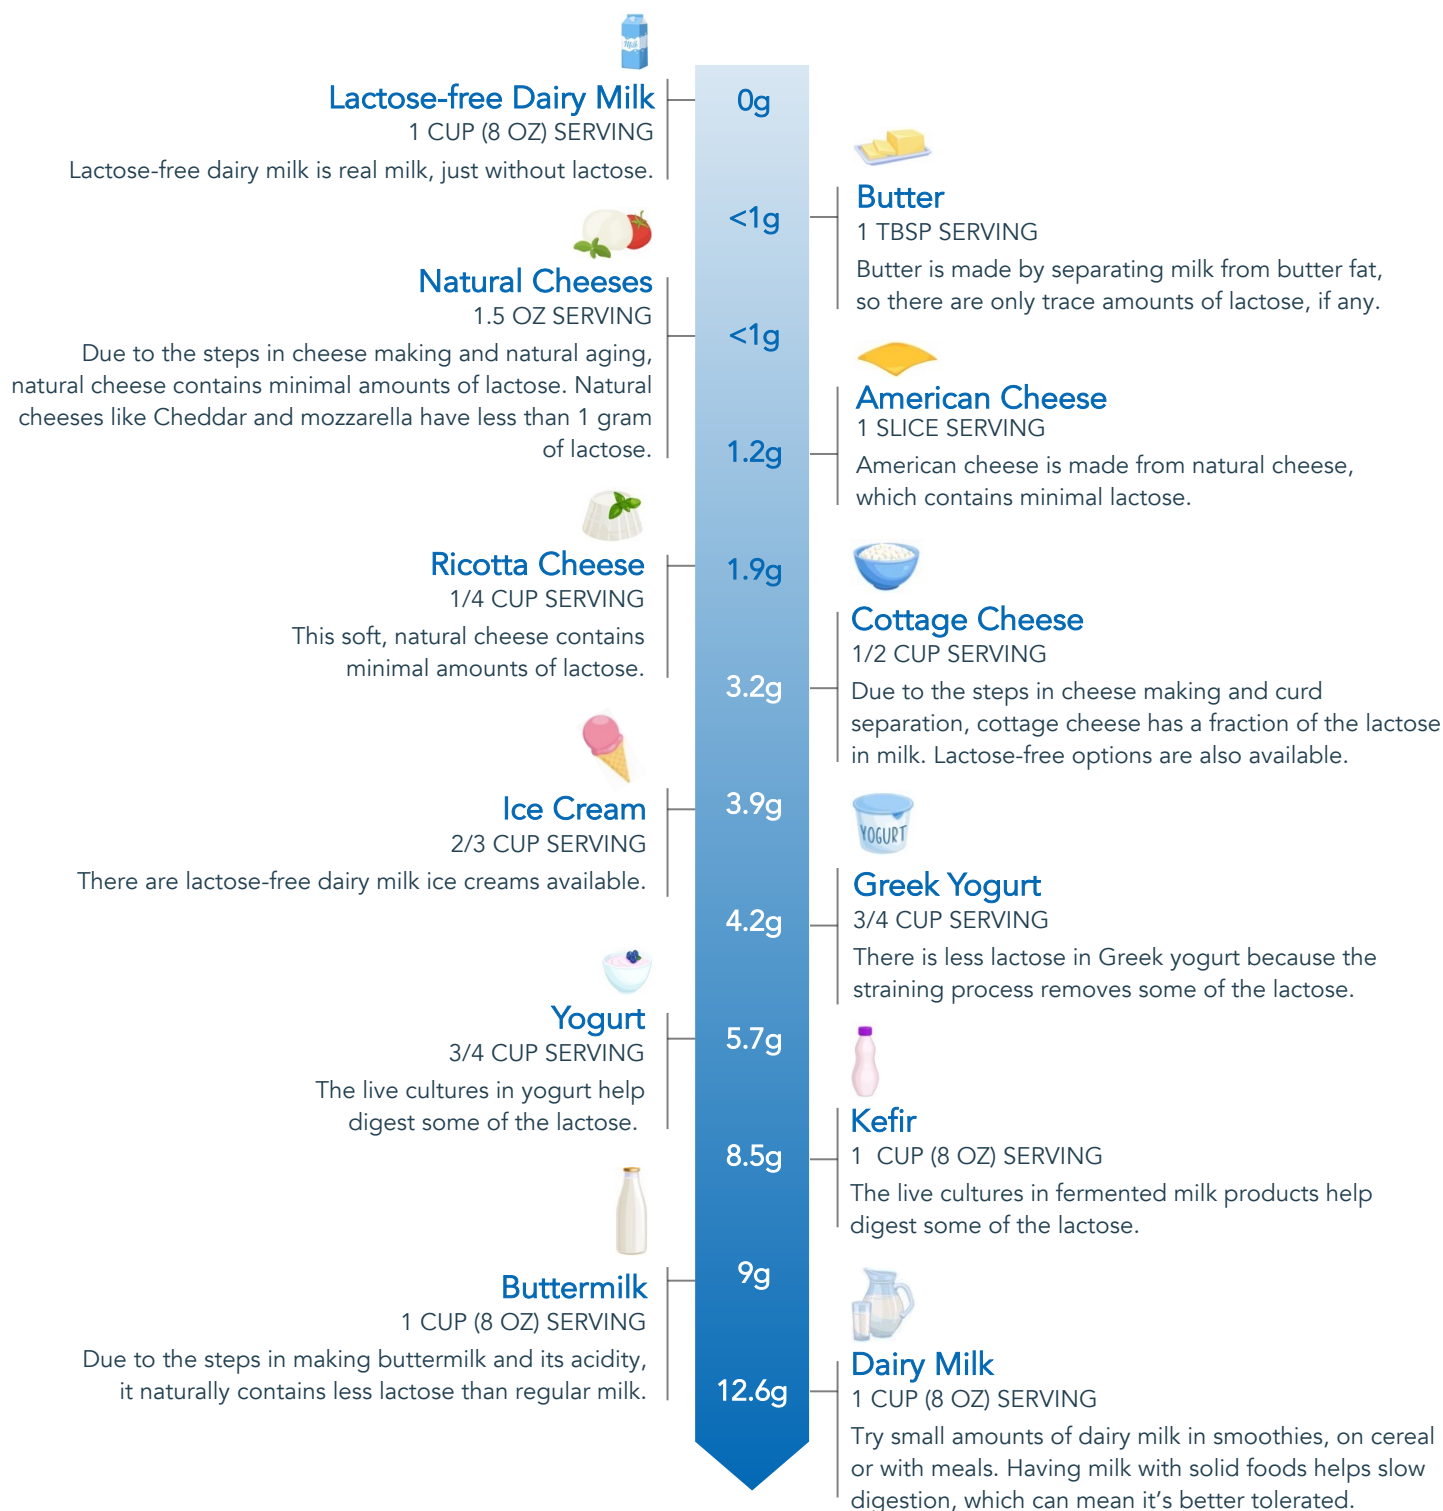 Milk
Lactose-free Dairy Milk
1 CUP (8 OZ) SERVING
Lactose-free dairy milk is real milk, just without lactose.
0g
Butter
1 TBSP SERVING
Butter is made by separating milk from butter fat,
so there are only trace amounts of lactose, if any.
<1g
Natural Cheeses
1.5 OZ SERVING
Due to the steps in cheese making and natural aging,
natural cheese contains minimal amounts of lactose. Natural
cheeses like Cheddar and mozzarella have less than 1 gram
of lactose.
<1g
American Cheese
1 SLICE SERVING
American cheese is made from natural cheese,
which contains minimal lactose.
1.2g
Ricotta Cheese
1/4 CUP SERVING
This soft, natural cheese contains
minimal amounts of lactose.
1.9g
Cottage Cheese
1/2 CUP SERVING
Due to the steps in cheese making and curd
separation, cottage cheese has a fraction of the lactose
in milk. Lactose-free options are also available.
3.2g
Ice Cream
2/3 CUP SERVING
There are lactose-free dairy milk ice creams available.
3.9g
YOGURT
Greek Yogurt
3/4 CUP SERVING
There is less lactose in Greek yogurt because the
straining process removes some of the lactose.
4.2g
Yogurt
3/4 CUP SERVING
The live cultures in yogurt help
digest some of the lactose.
5.7g
Kefir
1 CUP (8 OZ) SERVING
The live cultures in fermented milk products help
digest some of the lactose.
8.5g
Buttermilk
1 CUP (8 OZ) SERVING
Due to the steps in making buttermilk and its acidity,
it naturally contains less lactose than regular milk.
9g
Dairy Milk
1 CUP (8 OZ) SERVING
Try small amounts of dairy milk in smoothies, on cereal
or with meals. Having milk with solid foods helps slow
digestion, which can mean it's better tolerated.
12.6g